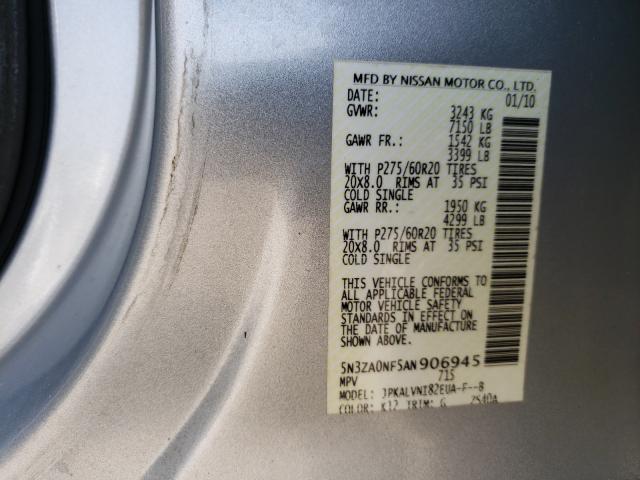 MFD BY NISSAN MOTOR CO., LTD.
DATE: 01/10
GVWR: 3243 KG
7150 LB
GAWR FR.: 1542 KG
3399 LB
WITH P275/60R20 TIRES
20X8.0 RIMS AT 35 PSI
COLD SINGLE
GAWR RR.: 1950 KG
4299 LB
WITH P275/60R20 TIRES
20X8.0 RIMS AT 35 PSI
COLD SINGLE
THIS VEHICLE CONFORMS TO
ALL APPLICABLE FEDERAL
MOTOR VEHICLE SAFETY
STANDARDS IN EFFECT ON
THE DATE OF MANUFACTURE
SHOWN ABOVE.
5N3ZA0NF5AN906945
MPV 715
MODEL: JPKALVNI82EUA-F--B
COLOR: K12 TRIM: G 2S40A